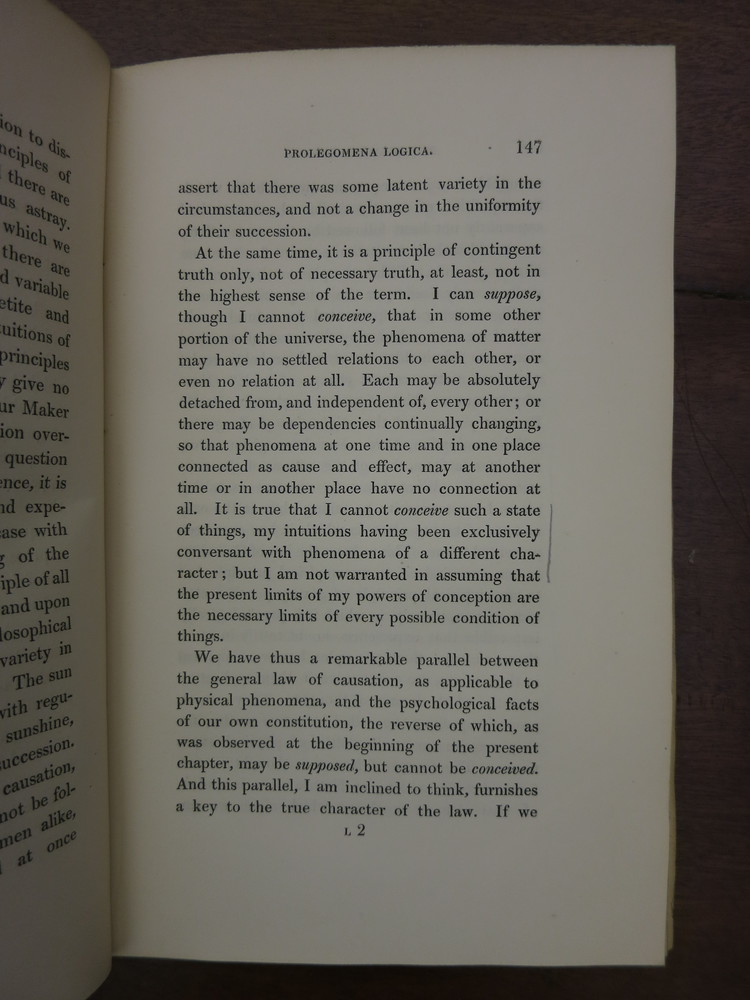 ion to dis-
nciples of
there are
us astray.
which we
there are
d variable
etite and
tuitions of
principles
y give no
ur Maker
ion over-
question
ence, it is
nd expe-
ase with
g of the
iple of all
and upon
losophical
variety in
The sun
with regu-
sunshine,
uccession.
causation,
not be fol-
men alike,
at once
PROLEGOMENA LOGICA. 147
assert that there was some latent variety in the
circumstances, and not a change in the uniformity
of their succession.
At the same time, it is a principle of contingent
truth only, not of necessary truth, at least, not in
the highest sense of the term. I can suppose,
though I cannot conceive, that in some other
portion of the universe, the phenomena of matter
may have no settled relations to each other, or
even no relation at all. Each may be absolutely
detached from, and independent of, every other; or
there may be dependencies continually changing,
so that phenomena at one time and in one place
connected as cause and effect, may at another
time or in another place have no connection at
all. It is true that I cannot conceive such a state
of things, my intuitions having been exclusively
conversant with phenomena of a different cha-
racter; but I am not warranted in assuming that
the present limits of my powers of conception are
the necessary limits of every possible condition of
things.
We have thus a remarkable parallel between
the general law of causation, as applicable to
physical phenomena, and the psychological facts
of our own constitution, the reverse of which, as
was observed at the beginning of the present
chapter, may be supposed, but cannot be conceived.
And this parallel, I am inclined to think, furnishes
a key to the true character of the law. If we
L 2